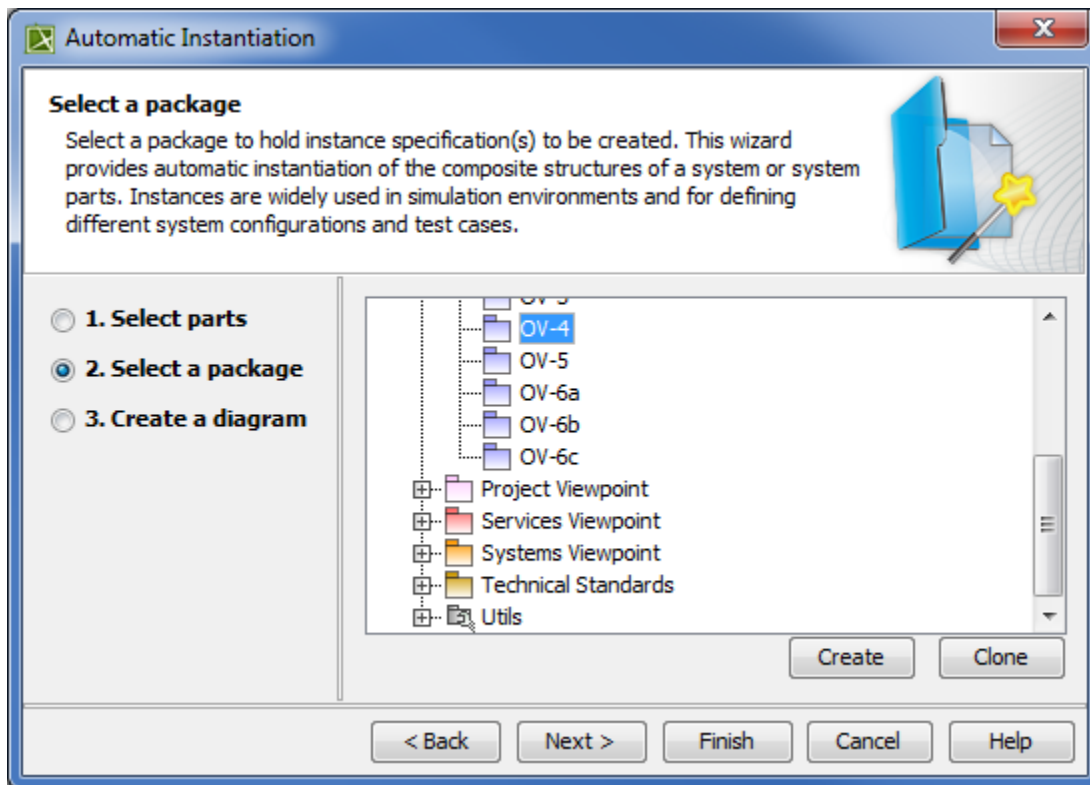 Automatic Instantiation
Select a package
Select a package to hold instance specification(s) to be created. This wizard
provides automatic instantiation of the composite structures of a system or system
parts. Instances are widely used in simulation environments and for defining
different system configurations and test cases.
1. Select parts
2. Select a package
3. Create a diagram
OV-4
OV-5
OV-6a
OV-6b
OV-6c
Project Viewpoint
Services Viewpoint
Systems Viewpoint
Technical Standards
Utils
Create
Clone
< Back
Next >
Finish
Cancel
Help